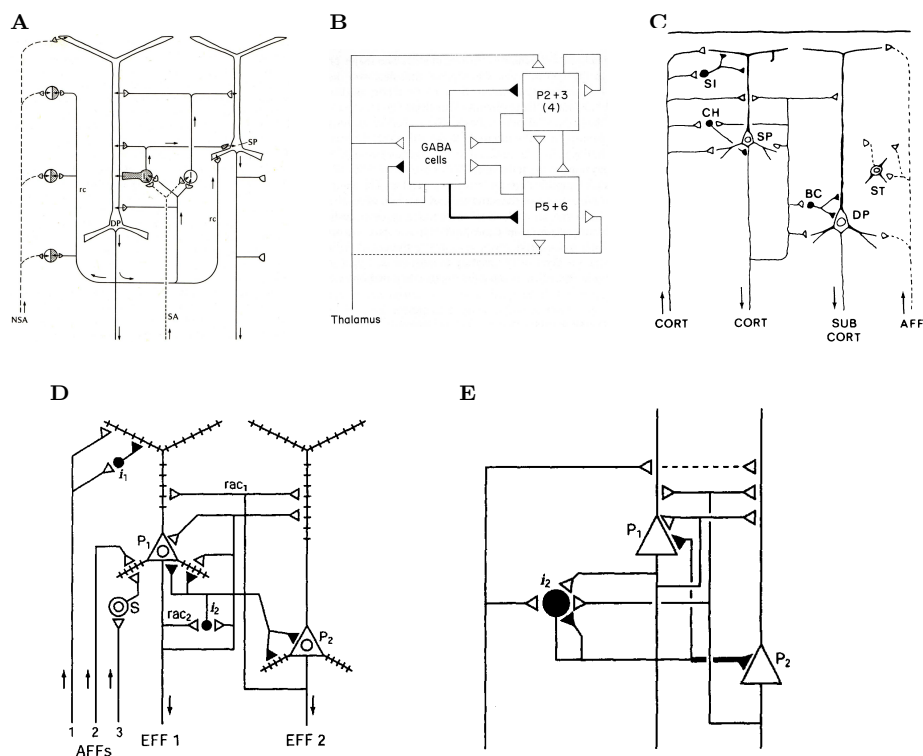 A
SP
rc
DP
rc
NSA
SA
B
P2+3
(4)
GABA
cells
P5+6
Thalamus
C
SI
CH
SP
ST
BC
DP
CORT
CORT
SUB
CORT
AFF
D
i1
rac1
P1
S
i2
rac2
P2
1 2 3
AFFs
EFF 1
EFF 2
E
P1
i2
P2